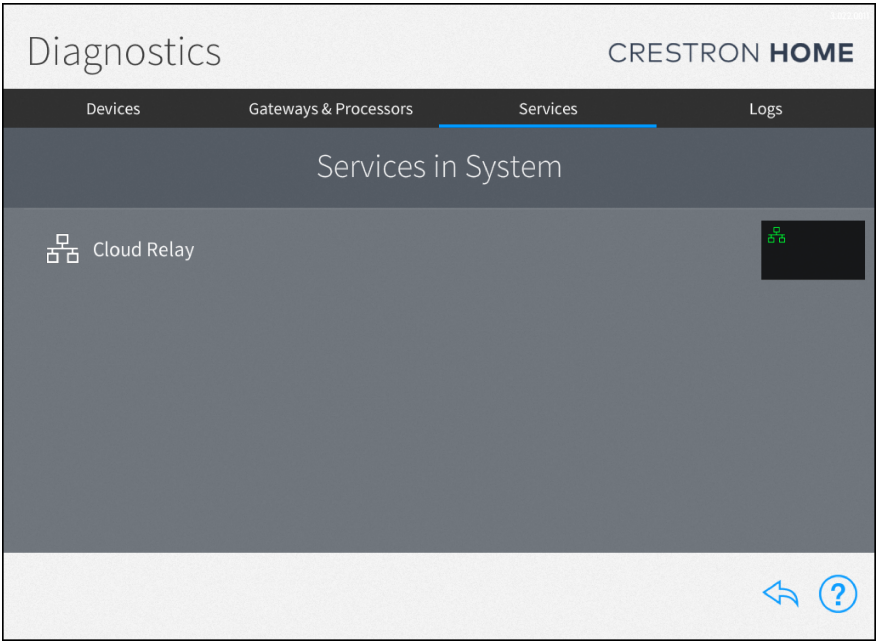 Diagnostics
CRESTRON HOME
Devices
Gateways & Processors
Services
Logs
Services in System
Cloud Relay
?